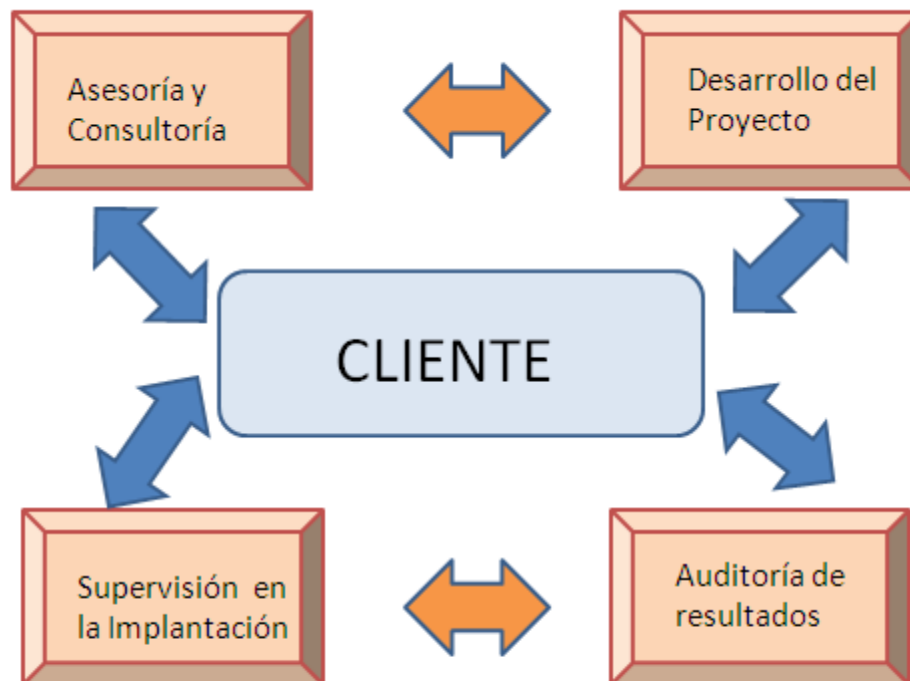 Asesoría y
Consultoría
Desarrollo del
Proyecto
CLIENTE
Supervisión en
la Implantación
Auditoría de
resultados